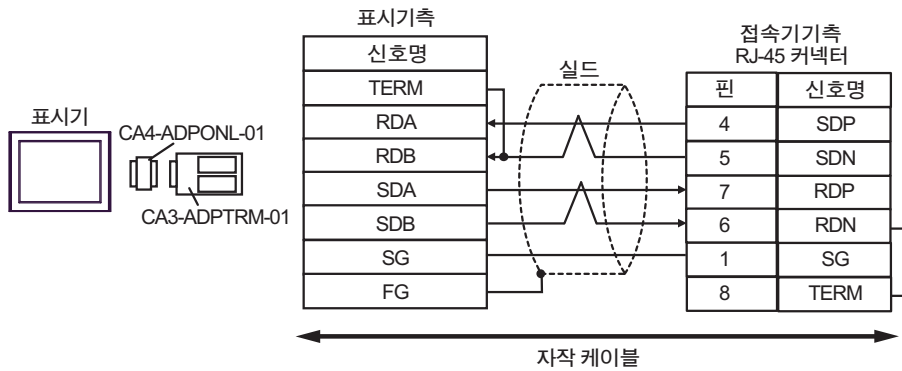 표시기
CA4-ADPONL-01
CA3-ADPTRM-01
표시기측
신호명
TERM
RDA
RDB
SDA
SDB
SG
FG
실드
접속기기측
RJ-45 커넥터
핀 신호명
4 SDP
5 SDN
7 RDP
6 RDN
1 SG
8 TERM
자작 케이블